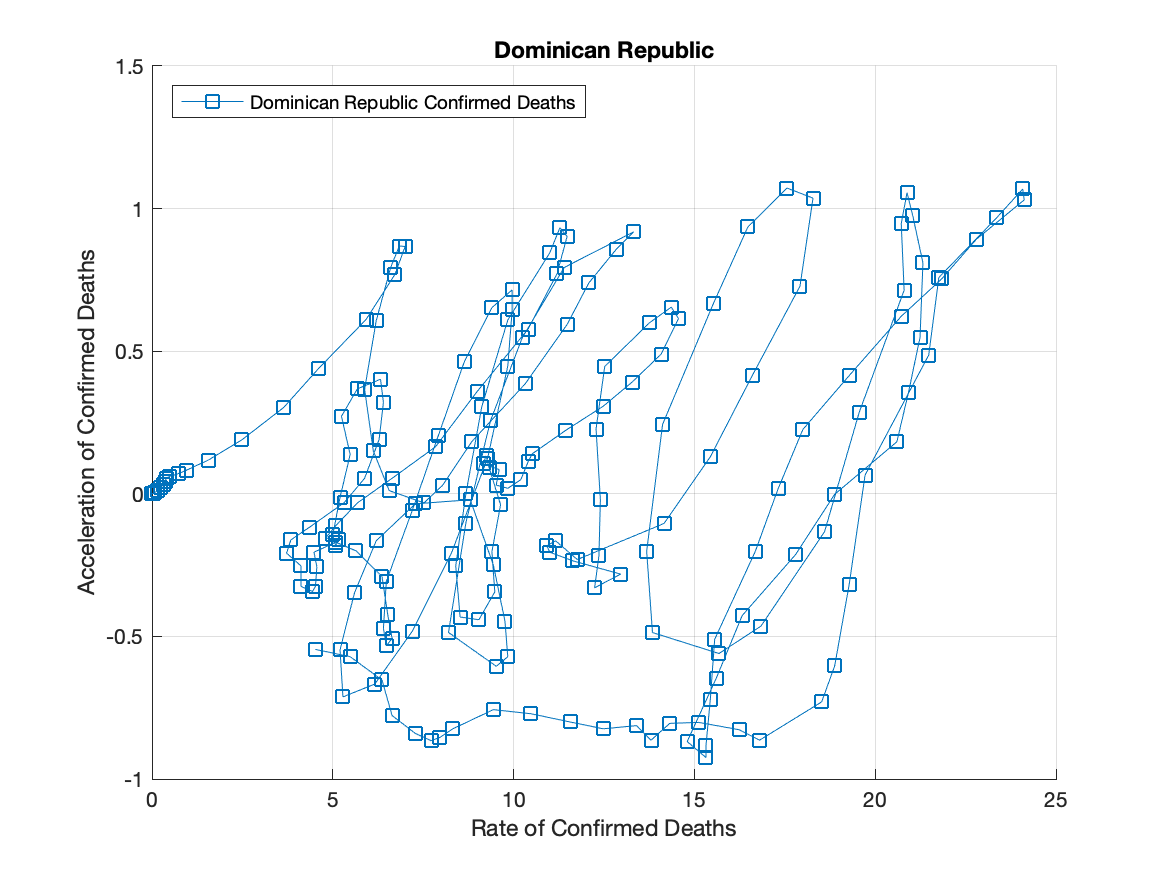 Dominican Republic
1.5
Dominican Republic Confirmed Deaths
1
0.5
0
-0.5
-1
0 5 10 15 20 25
Acceleration of Confirmed Deaths
Rate of Confirmed Deaths